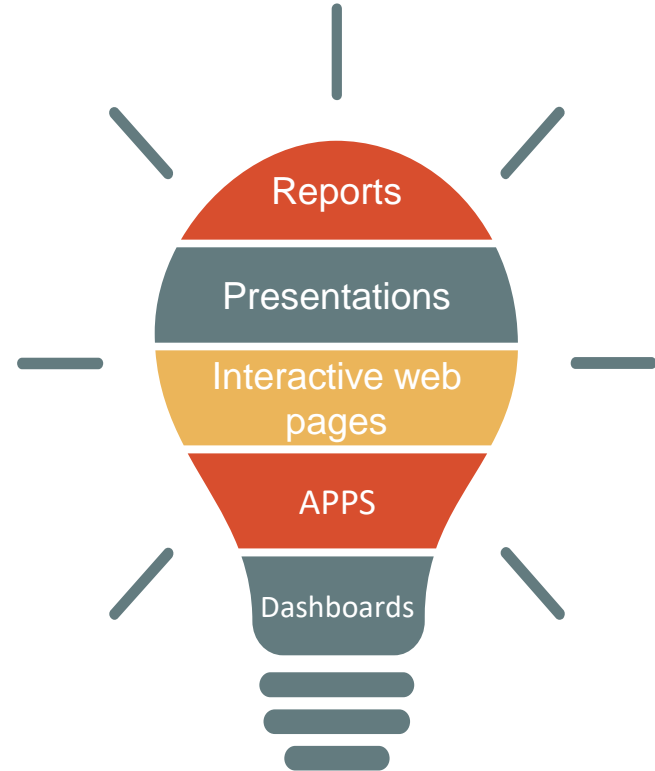 Reports
Presentations
Interactive web
pages
APPS
Dashboards